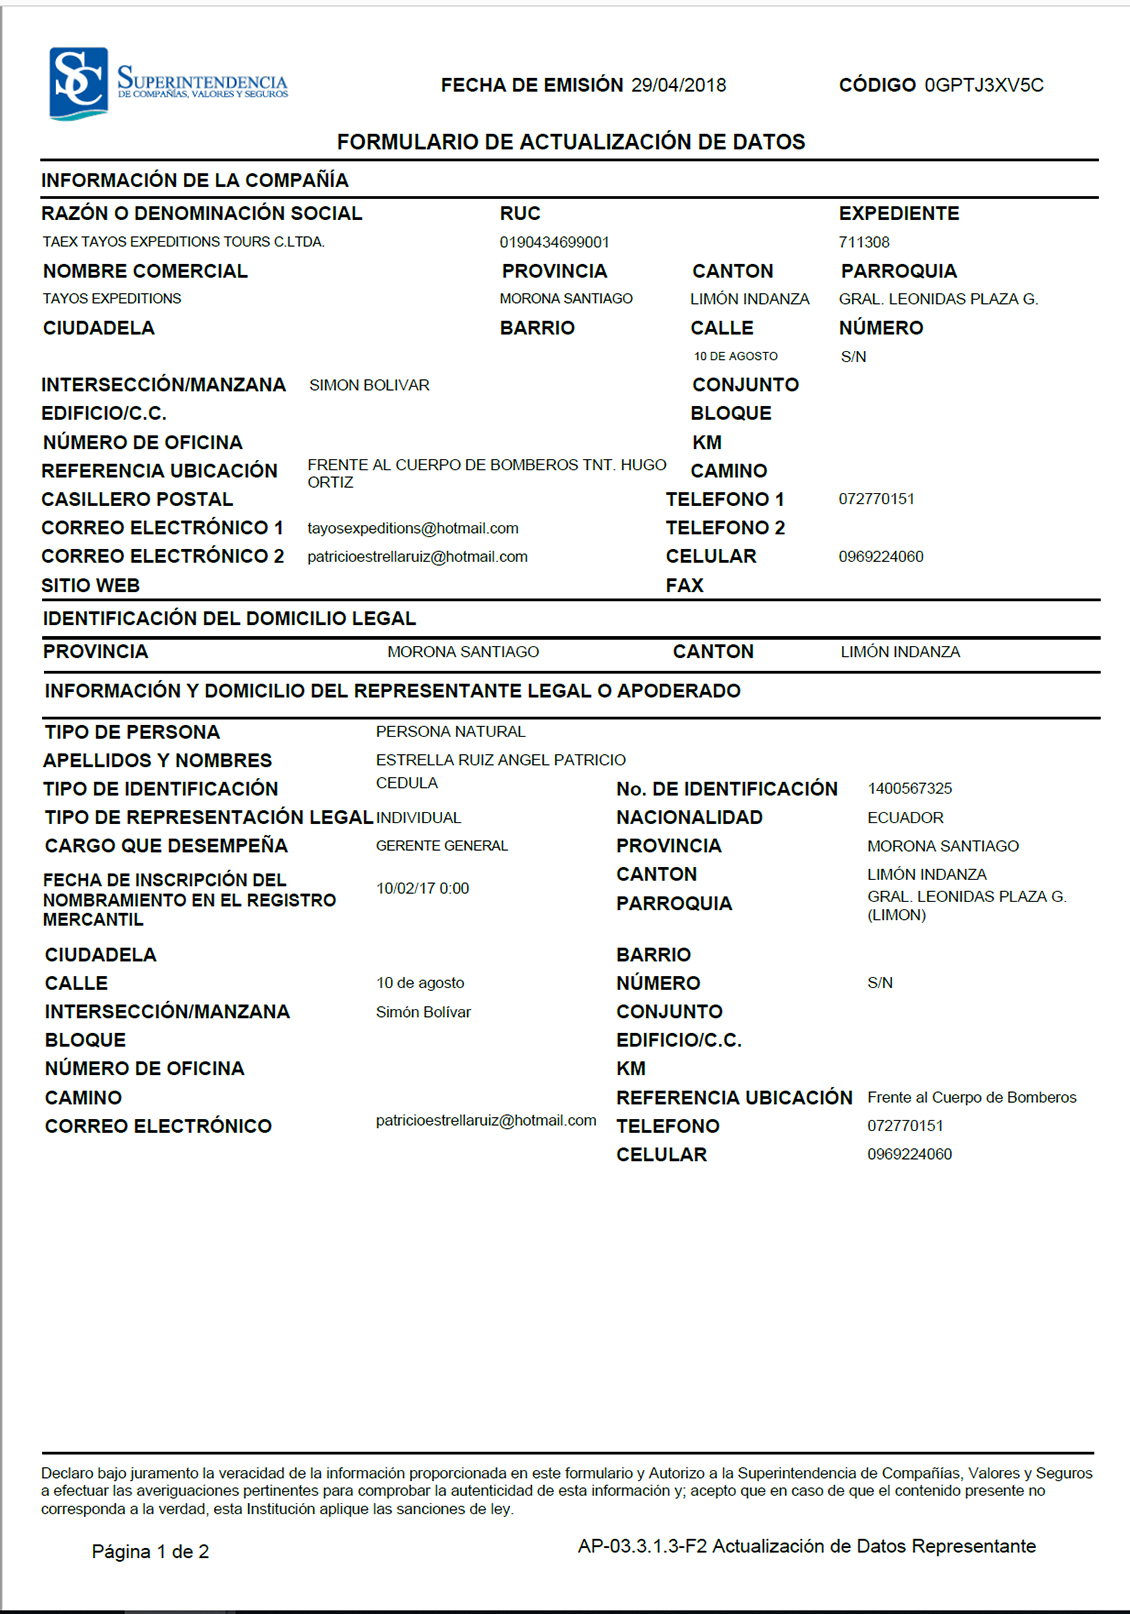 SC SUPERINTENDENCIA
DE COMPAÑÍAS, VALORES Y SEGUROS
FECHA DE EMISIÓN 29/04/2018 CÓDIGO 0GPTJ3XV5C
FORMULARIO DE ACTUALIZACIÓN DE DATOS
INFORMACIÓN DE LA COMPAÑÍA
RAZÓN O DENOMINACIÓN SOCIAL RUC EXPEDIENTE
TAEX TAYOS EXPEDITIONS TOURS C.LTDA. 0190434699001 711308
NOMBRE COMERCIAL PROVINCIA CANTON PARROQUIA
TAYOS EXPEDITIONS MORONA SANTIAGO LIMÓN INDANZA GRAL. LEONIDAS PLAZA G.
CIUDADELA BARRIO CALLE NÚMERO
10 DE AGOSTO S/N
INTERSECCIÓN/MANZANA SIMON BOLIVAR CONJUNTO
EDIFICIO/C.C. BLOQUE
NÚMERO DE OFICINA KM
REFERENCIA UBICACIÓN FRENTE AL CUERPO DE BOMBEROS TNT. HUGO CAMINO
ORTIZ
CASILLERO POSTAL TELEFONO 1 072770151
CORREO ELECTRÓNICO 1 tayosexpeditions@hotmail.com TELEFONO 2
CORREO ELECTRÓNICO 2 patricioestrellaruiz@hotmail.com CELULAR 0969224060
SITIO WEB FAX
IDENTIFICACIÓN DEL DOMICILIO LEGAL
PROVINCIA MORONA SANTIAGO CANTON LIMÓN INDANZA
INFORMACIÓN Y DOMICILIO DEL REPRESENTANTE LEGAL O APODERADO
TIPO DE PERSONA PERSONA NATURAL
APELLIDOS Y NOMBRES ESTRELLA RUIZ ANGEL PATRICIO
TIPO DE IDENTIFICACIÓN CEDULA No. DE IDENTIFICACIÓN 1400567325
TIPO DE REPRESENTACIÓN LEGAL INDIVIDUAL NACIONALIDAD ECUADOR
CARGO QUE DESEMPEÑA GERENTE GENERAL PROVINCIA MORONA SANTIAGO
CANTON LIMÓN INDANZA
FECHA DE INSCRIPCIÓN DEL
NOMBRAMIENTO EN EL REGISTRO
MERCANTIL
10/02/17 0:00
PARROQUIA GRAL. LEONIDAS PLAZA G.
(LIMON)
CIUDADELA BARRIO
CALLE 10 de agosto NÚMERO S/N
INTERSECCIÓN/MANZANA Simón Bolívar CONJUNTO
BLOQUE EDIFICIO/C.C.
NÚMERO DE OFICINA KM
CAMINO REFERENCIA UBICACIÓN Frente al Cuerpo de Bomberos
CORREO ELECTRÓNICO patricioestrellaruiz@hotmail.com TELEFONO 072770151
CELULAR 0969224060
Declaro bajo juramento la veracidad de la información proporcionada en este formulario y Autorizo a la Superintendencia de Compañías, Valores y Seguros
a efectuar las averiguaciones pertinentes para comprobar la autenticidad de esta información y; acepto que en caso de que el contenido presente no
corresponda a la verdad, esta Institución aplique las sanciones de ley.
Página 1 de 2 AP-03.3.1.3-F2 Actualización de Datos Representante